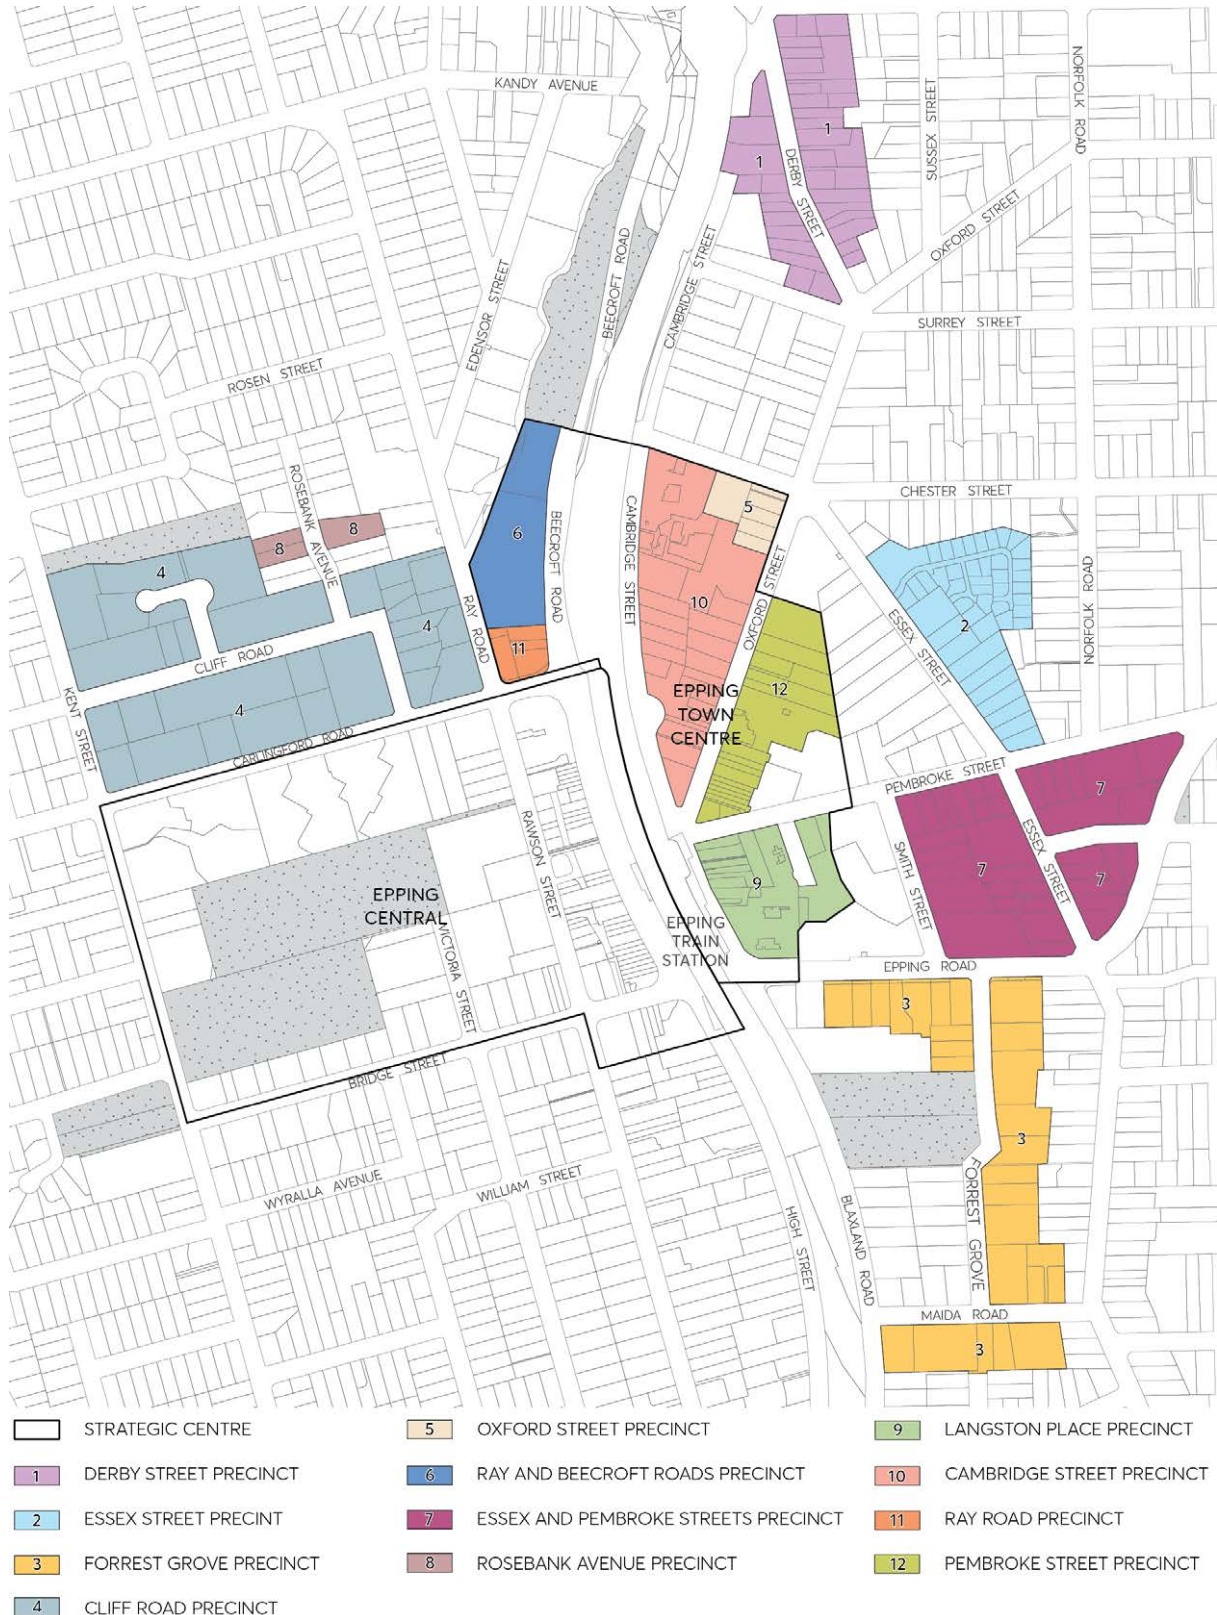 KANDY AVENUE
SUSSEX STREET
NORFOLK ROAD
1
1
DERBY STREET
OXFORD STREET
BEECROFT ROAD
CAMBRIDGE STREET
EDENSOR STREET
SURREY STREET
ROSEN STREET
ROSEBANK AVENUE
CHESTER STREET
5
CAMBRIDGE STREET
BEECROFT ROAD
6
8
8
4
OXFORD STREET
NORFOLK ROAD
10
ESSEX STREET
2
RAY ROAD
4
11
CLIFF ROAD
KENT STREET
4
12
EPPING
TOWN
CENTRE
CARLINGFORD ROAD
PEMBROKE STREET
7
RAWSON STREET
ESSEX STREET
SMITH STREET
7
7
9
EPPING
CENTRAL
VICTORIA STREET
EPPING
TRAIN
STATION
EPPING ROAD
3
BRIDGE STREET
3
FORREST GROVE
WYRALLA AVENUE
WILLIAM STREET
HIGH STREET
BLAXLAND ROAD
MAIDA ROAD
3
STRATEGIC CENTRE
1 DERBY STREET PRECINCT
2 ESSEX STREET PRECINT
3 FORREST GROVE PRECINCT
4 CLIFF ROAD PRECINCT
5 OXFORD STREET PRECINCT
6 RAY AND BEECROFT ROADS PRECINCT
7 ESSEX AND PEMBROKE STREETS PRECINCT
8 ROSEBANK AVENUE PRECINCT
9 LANGSTON PLACE PRECINCT
10 CAMBRIDGE STREET PRECINCT
11 RAY ROAD PRECINCT
12 PEMBROKE STREET PRECINCT